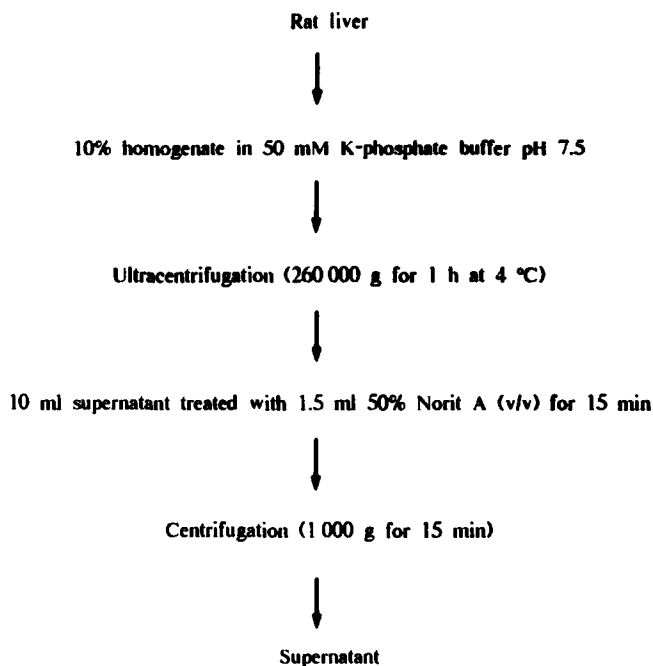 Rat liver
10% homogenate in 50 mM K-phosphate buffer pH 7.5
Ultracentrifugation (260 000 g for 1 h at 4 °C)
10 ml supernatant treated with 1.5 ml 50% Norit A (v/v) for 15 min
Centrifugation (1 000 g for 15 min)
Supernatant